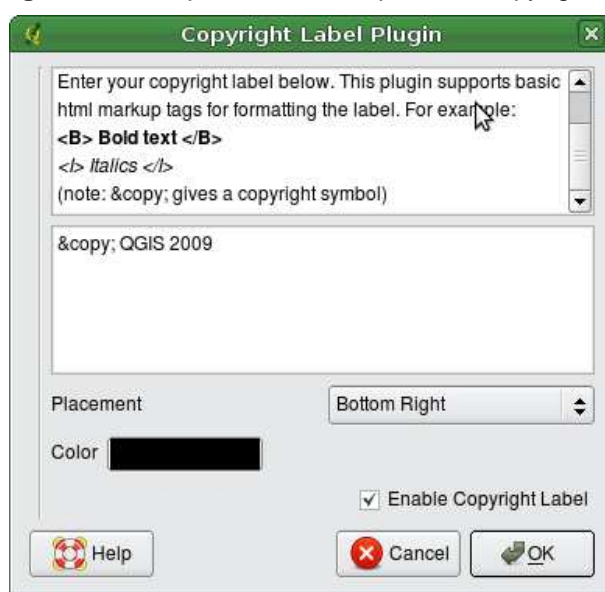 Copyright Label Plugin
Enter your copyright label below. This plugin supports basic
html markup tags for formatting the label. For example:
<B> Bold text </B>
<I> Italics </I>
(note: &copy; gives a copyright symbol)
&copy; QGIS 2009
Placement
Bottom Right
Color
Enable Copyright Label
Help
Cancel
OK